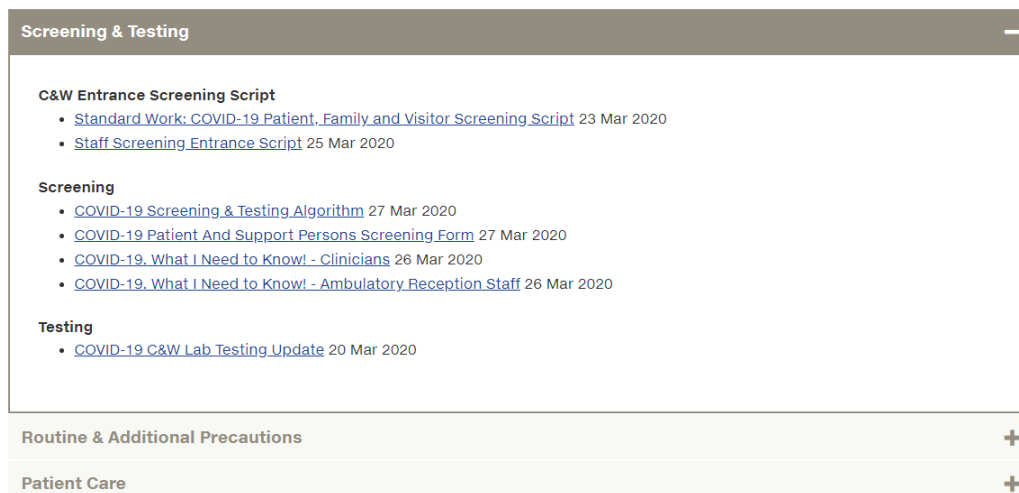 Screening & Testing
C&W Entrance Screening Script
Standard Work: COVID-19 Patient, Family and Visitor Screening Script 23 Mar 2020
Staff Screening Entrance Script 25 Mar 2020
Screening
COVID-19 Screening & Testing Algorithm 27 Mar 2020
COVID-19 Patient And Support Persons Screening Form 27 Mar 2020
COVID-19. What I Need to Know! - Clinicians 26 Mar 2020
COVID-19. What I Need to Know! - Ambulatory Reception Staff 26 Mar 2020
Testing
COVID-19 C&W Lab Testing Update 20 Mar 2020
Routine & Additional Precautions
Patient Care